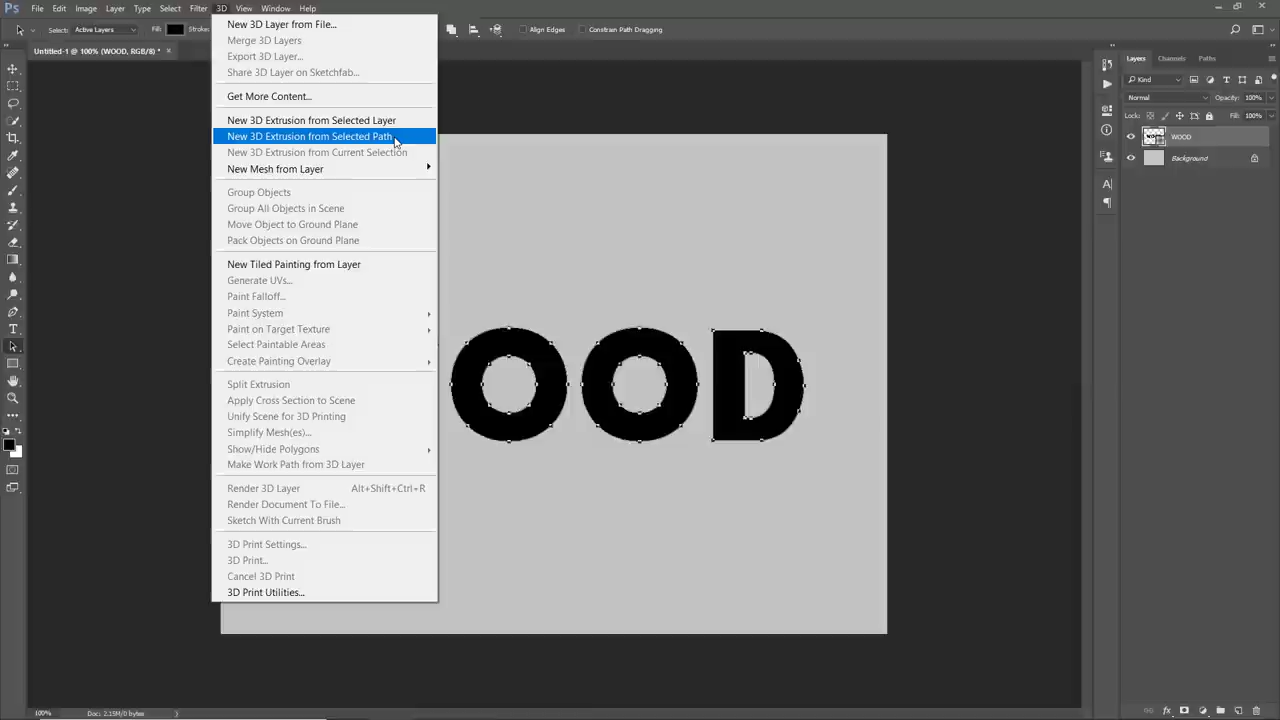 Ps File Edit Image Layer Type Select Filter 3D View Window Help
Select: Active Layers Fill: Stroke: Align Edges Constrain Path Dragging
Untitled-1 @ 100% (WOOD, RGB/8) *
New 3D Layer from File...
Merge 3D Layers
Export 3D Layer...
Share 3D Layer on Sketchfab...
Get More Content...
New 3D Extrusion from Selected Layer
New 3D Extrusion from Selected Path
New 3D Extrusion from Current Selection
New Mesh from Layer
Group Objects
Group All Objects in Scene
Move Object to Ground Plane
Pack Objects on Ground Plane
New Tiled Painting from Layer
Generate UVs...
Paint Falloff...
Paint System
Paint on Target Texture
Select Paintable Areas
Create Painting Overlay
Split Extrusion
Apply Cross Section to Scene
Unify Scene for 3D Printing
Simplify Mesh(es)...
Show/Hide Polygons
Make Work Path from 3D Layer
Render 3D Layer Alt+Shift+Ctrl+R
Render Document To File...
Sketch With Current Brush
3D Print Settings...
3D Print...
Cancel 3D Print
3D Print Utilities...
OOD
Layers Channels Paths
Kind
Normal Opacity: 100%
Lock: Fill: 100%
WOOD
Background
100% Doc: 2.15M/0 bytes